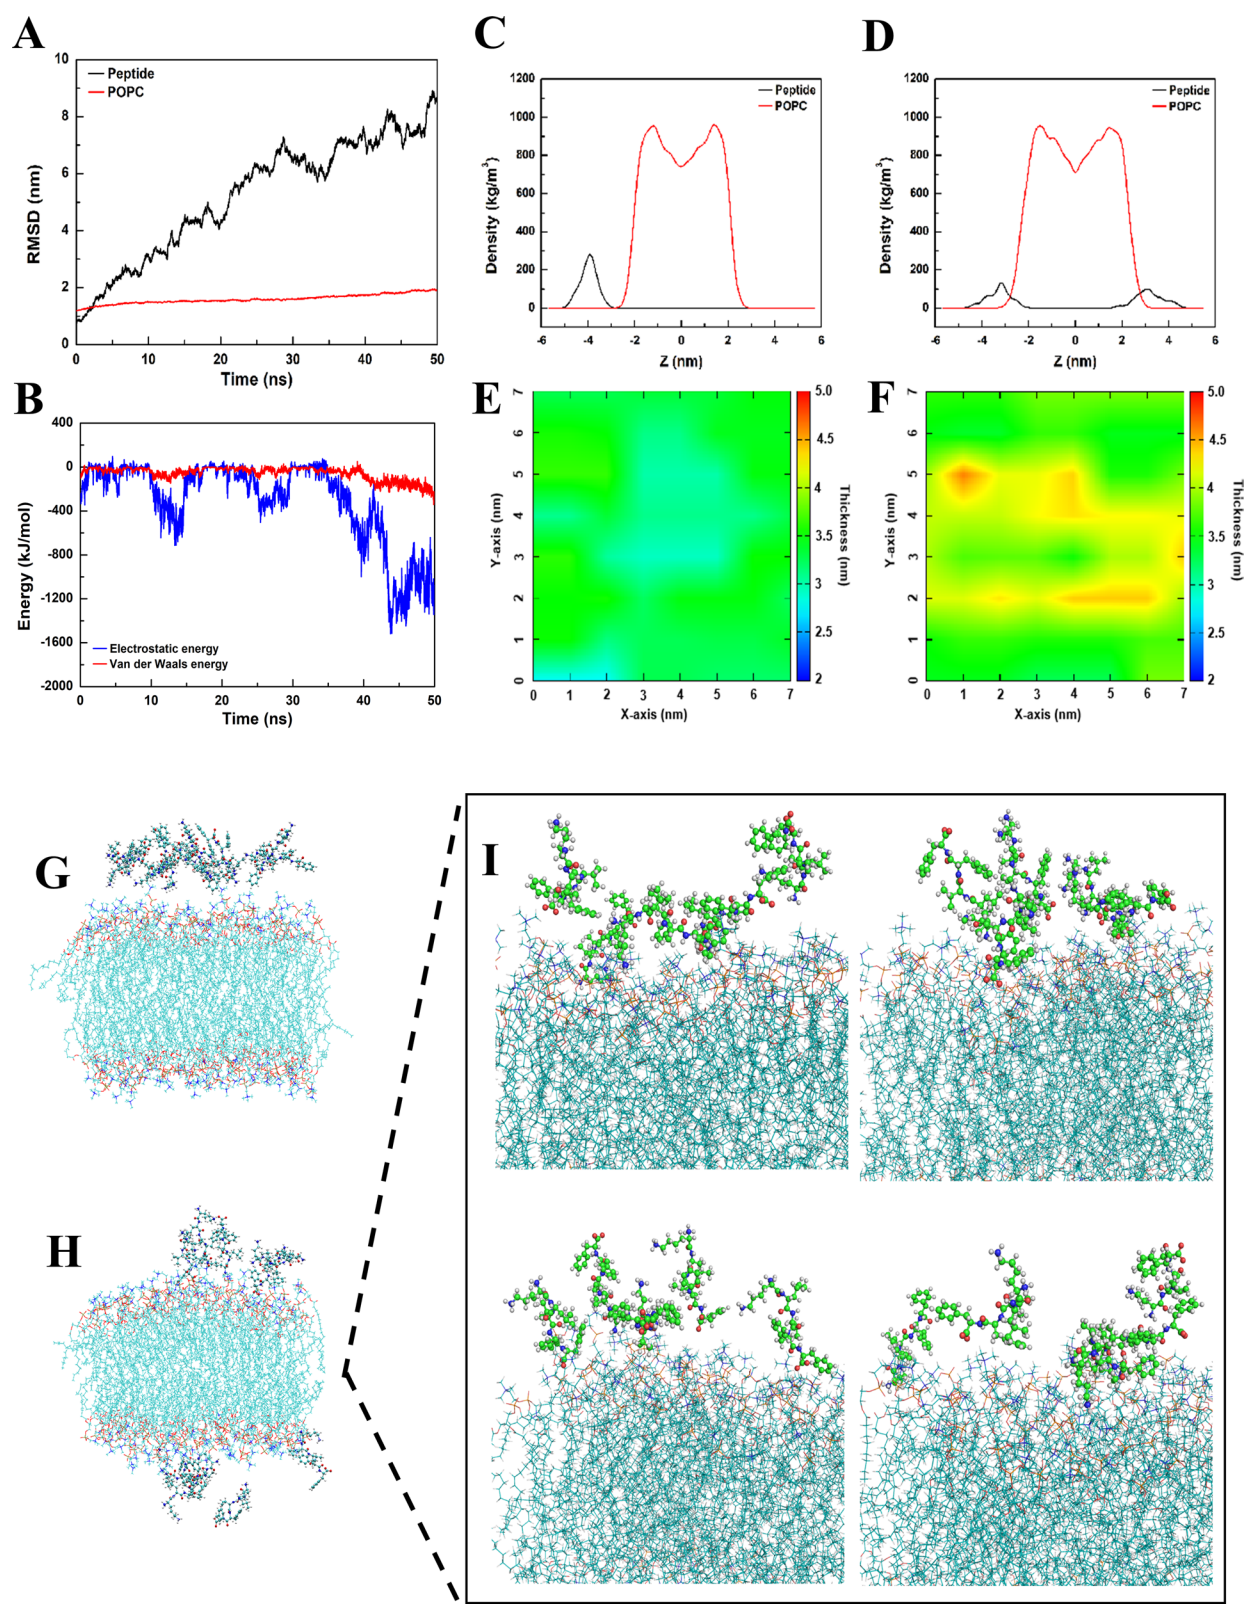 A
10
8
6
4
2
0
RMSD (nm)
Peptide
POPC
0 10 20 30 40 50
Time (ns)
C
1200
1000
800
600
400
200
0
Density (kg/m³)
Peptide
POPC
-6 -4 -2 0 2 4 6
Z (nm)
D
1200
1000
800
600
400
200
0
Density (kg/m³)
Peptide
POPC
-6 -4 -2 0 2 4 6
Z (nm)
B
400
0
-400
-800
-1200
-1600
-2000
Energy (kJ/mol)
Electrostatic energy
Van der Waals energy
0 10 20 30 40 50
Time (ns)
E
7
6
5
4
3
2
1
0
Y-axis (nm)
0 1 2 3 4 5 6 7
X-axis (nm)
5.0
4.5
4
3.5
3
2.5
2
Thickness (nm)
F
7
6
5
4
3
2
1
0
Y-axis (nm)
0 1 2 3 4 5 6 7
X-axis (nm)
5.0
4.5
4
3.5
3
2.5
2
Thickness (nm)
G
H
I